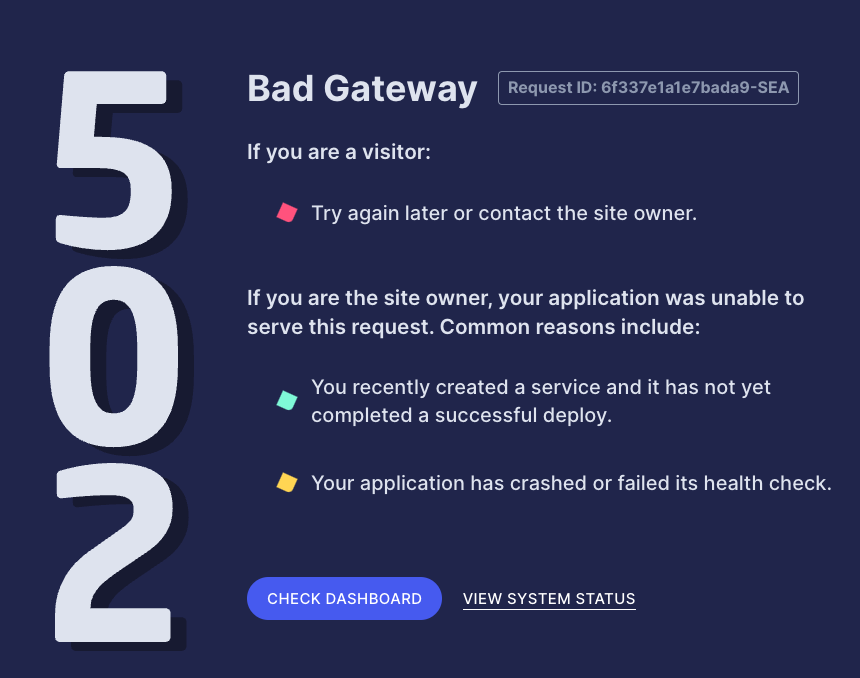 502
Bad Gateway
Request ID: 6f337e1a1e7bada9-SEA
If you are a visitor:
Try again later or contact the site owner.
If you are the site owner, your application was unable to
serve this request. Common reasons include:
You recently created a service and it has not yet
completed a successful deploy.
Your application has crashed or failed its health check.
CHECK DASHBOARD
VIEW SYSTEM STATUS